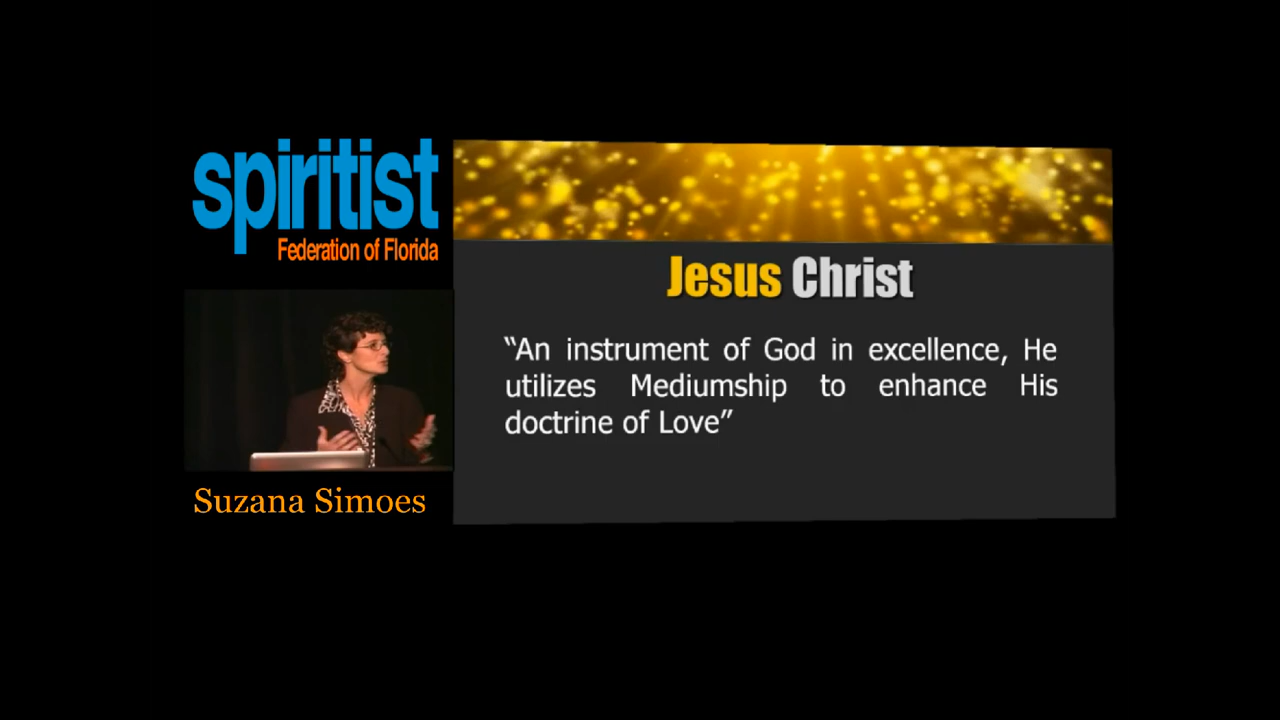 spiritist
Federation of Florida
Suzana Simoes
Jesus Christ
“An instrument of God in excellence, He
utilizes Mediumship to enhance His
doctrine of Love”